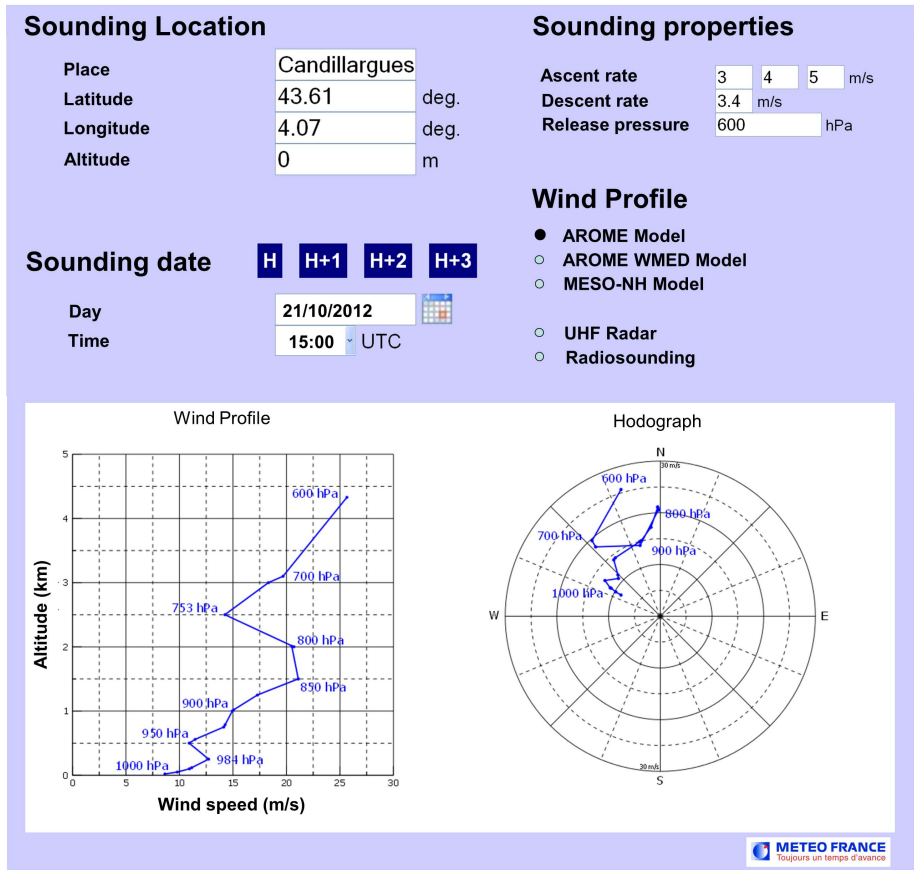 Sounding Location
Place Candillargues
Latitude 43.61 deg.
Longitude 4.07 deg.
Altitude 0 m
Sounding properties
Ascent rate 3 4 5 m/s
Descent rate 3.4 m/s
Release pressure 600 hPa
Wind Profile
AROME Model
AROME WMED Model
MESO-NH Model
UHF Radar
Radiosounding
Sounding date H H+1 H+2 H+3
Day 21/10/2012
Time 15:00 UTC
Wind Profile
5
4
3
2
1
0
Altitude (km)
600 hPa
700 hPa
753 hPa
800 hPa
850 hPa
900 hPa
950 hPa
984 hPa
1000 hPa
0 5 10 15 20 25 30
Wind speed (m/s)
Hodograph
N
30 m/s
600 hPa
800 hPa
700 hPa
900 hPa
1000 hPa
W E
30 m/s
S
METEO FRANCE
Toujours un temps d'avance